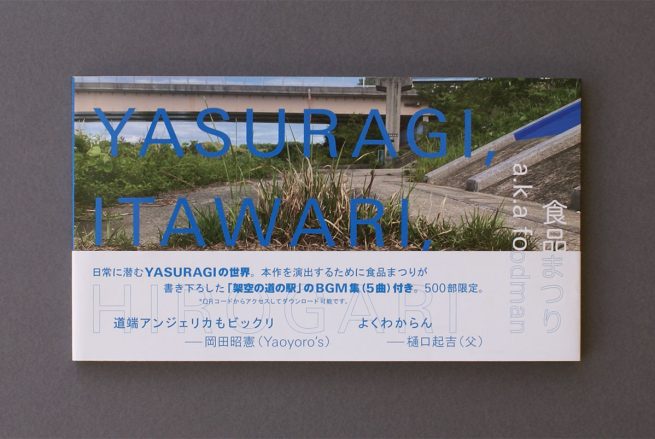 YASURAGI,
ITAWARI,
HIROGARI
食品まつり
a.k.a foodman
日常に潜むYASURAGIの世界。本作を演出するために食品まつりが
書き下ろした「架空の道の駅」のBGM集(5曲)付き。500部限定。
*QRコードからアクセスしてダウンロード可能です。
道端アンジェリカもビックリ
──岡田昭憲(Yaoyoro's)
よくわからん
──樋口起吉(父)